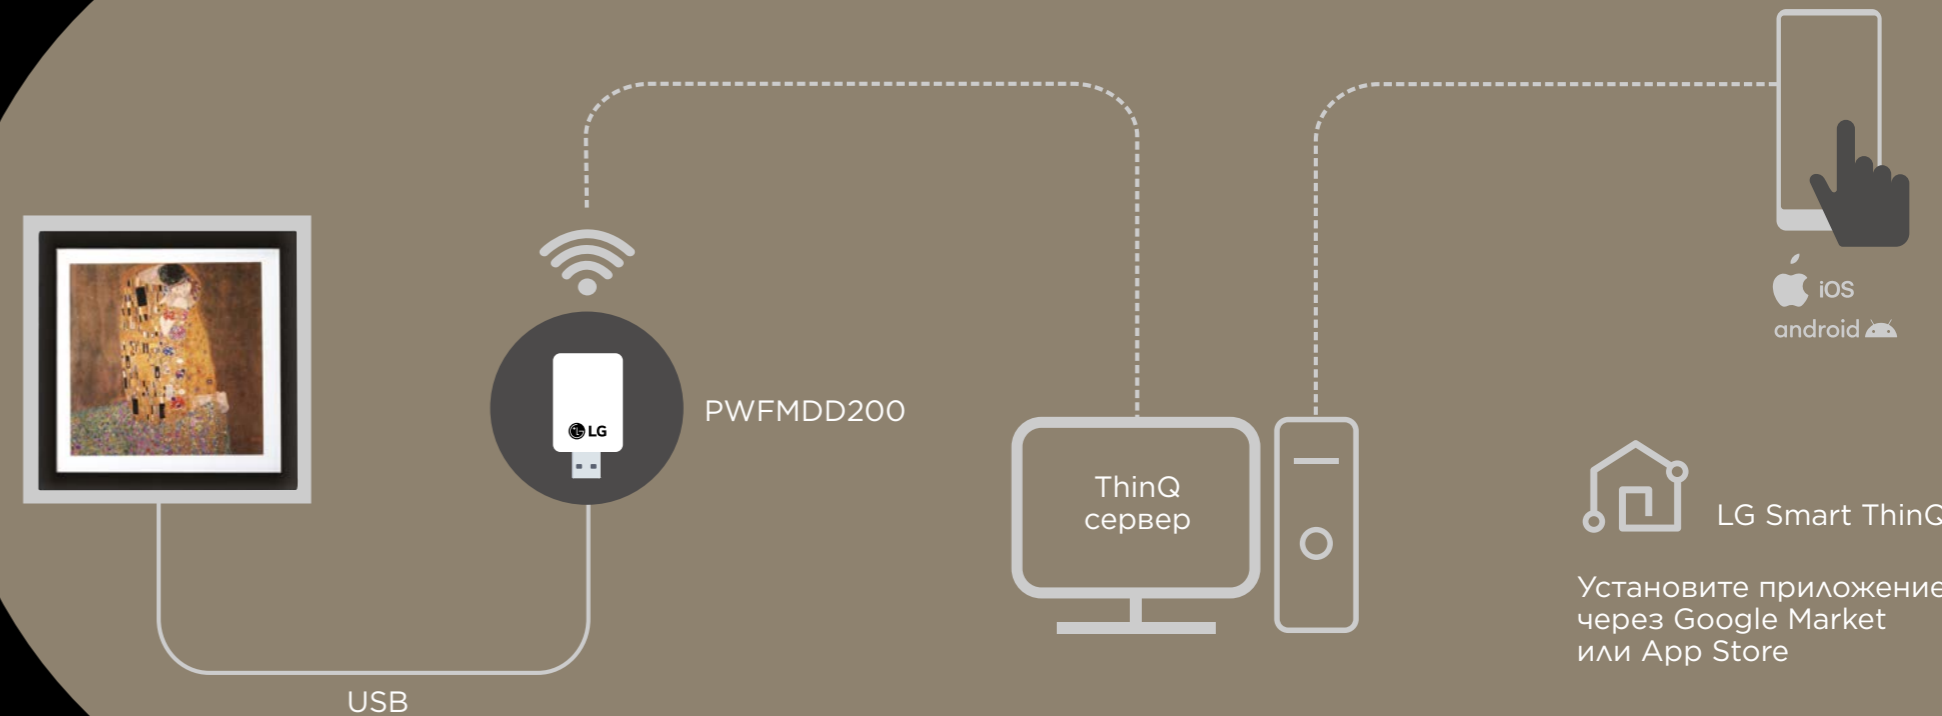 iOS
android
LG
PWFMDD200
ThinQ
сервер
LG Smart ThinQ
Установите приложение
через Google Market
или App Store
USB